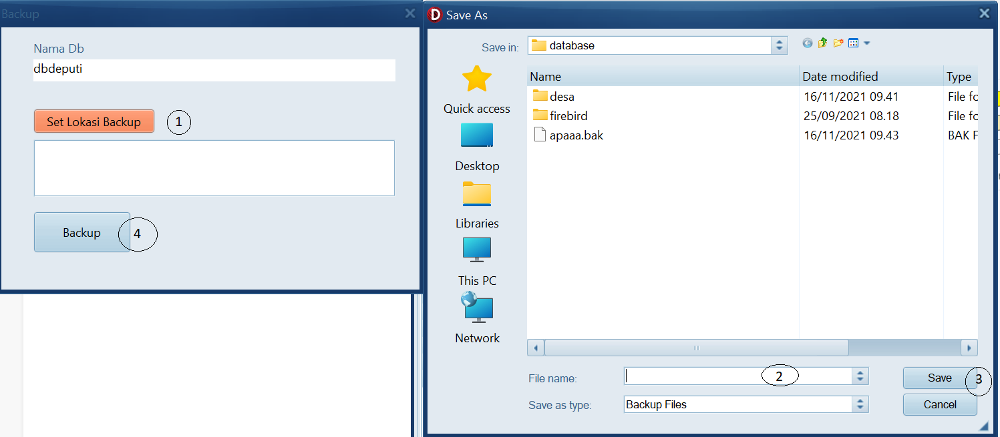 Backup
Nama Db
dbdeputi
Set Lokasi Backup 1
Backup 4
D Save As
Save in: database
Name Date modified Type
Quick access
Desktop
Libraries
This PC
Network
desa 16/11/2021 09.41 File fo
firebird 25/09/2021 08.18 File fo
apaaa.bak 16/11/2021 09.43 BAK F
File name: 2 Save 3
Save as type: Backup Files Cancel